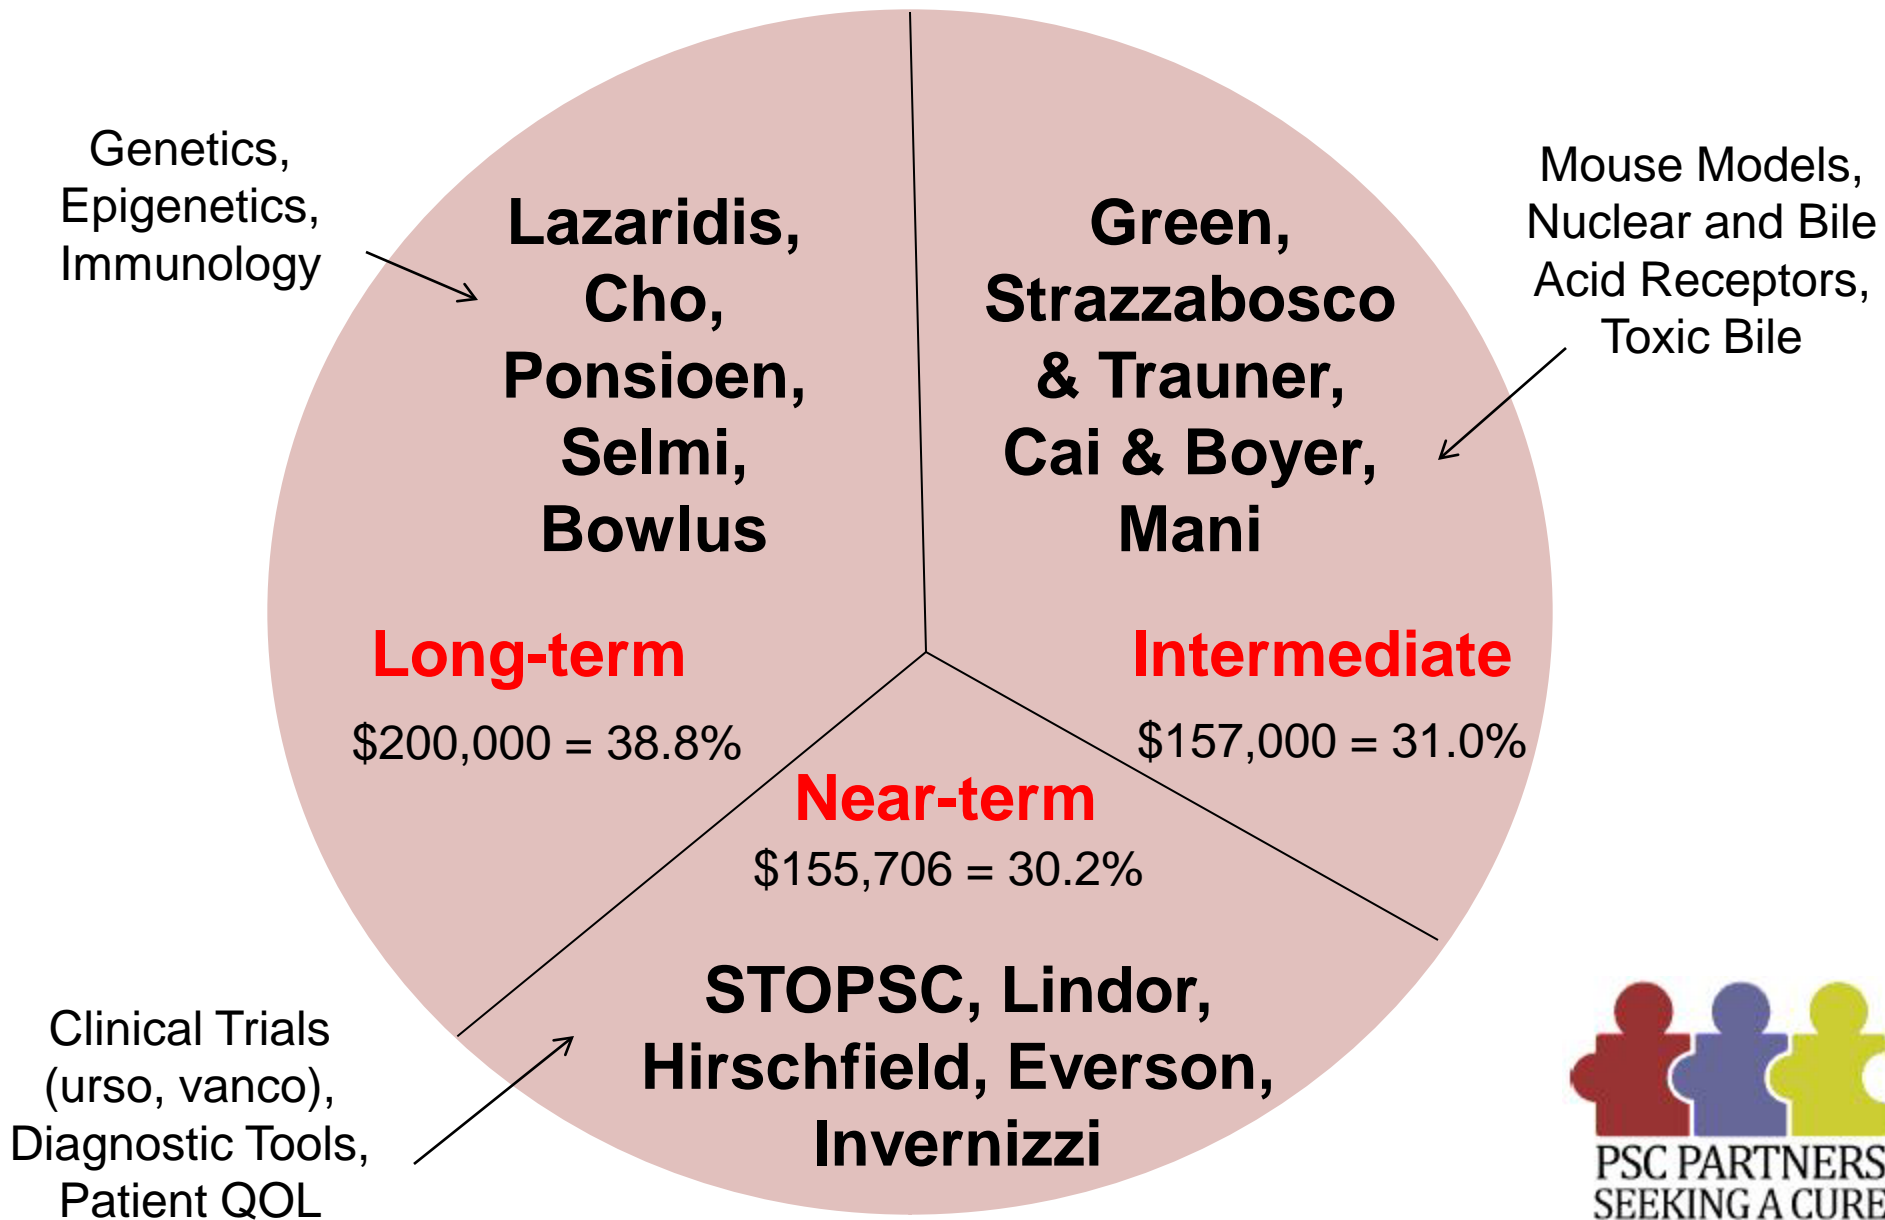 Genetics,
Epigenetics,
Immunology
Lazaridis,
Cho,
Ponsioen,
Selmi,
Bowlus
Long-term
$200,000 = 38.8%
Green,
Strazzabosco
& Trauner,
Cai & Boyer,
Mani
Intermediate
$157,000 = 31.0%
Mouse Models,
Nuclear and Bile
Acid Receptors,
Toxic Bile
Near-term
$155,706 = 30.2%
STOPSC, Lindor,
Hirschfield, Everson,
Invernizzi
Clinical Trials
(urso, vanco),
Diagnostic Tools,
Patient QOL
PSC PARTNERS
SEEKING A CURE